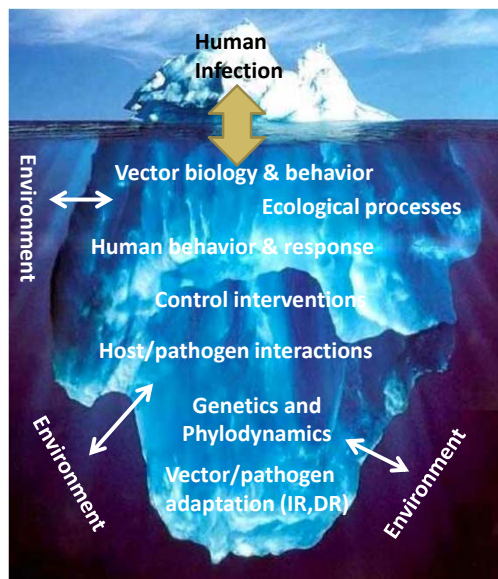 Human
Infection
Environment
Vector biology & behavior
Ecological processes
Human behavior & response
Control interventions
Host/pathogen interactions
Genetics and
Phylodynamics
Environment
Environment
Vector/pathogen
adaptation (IR,DR)